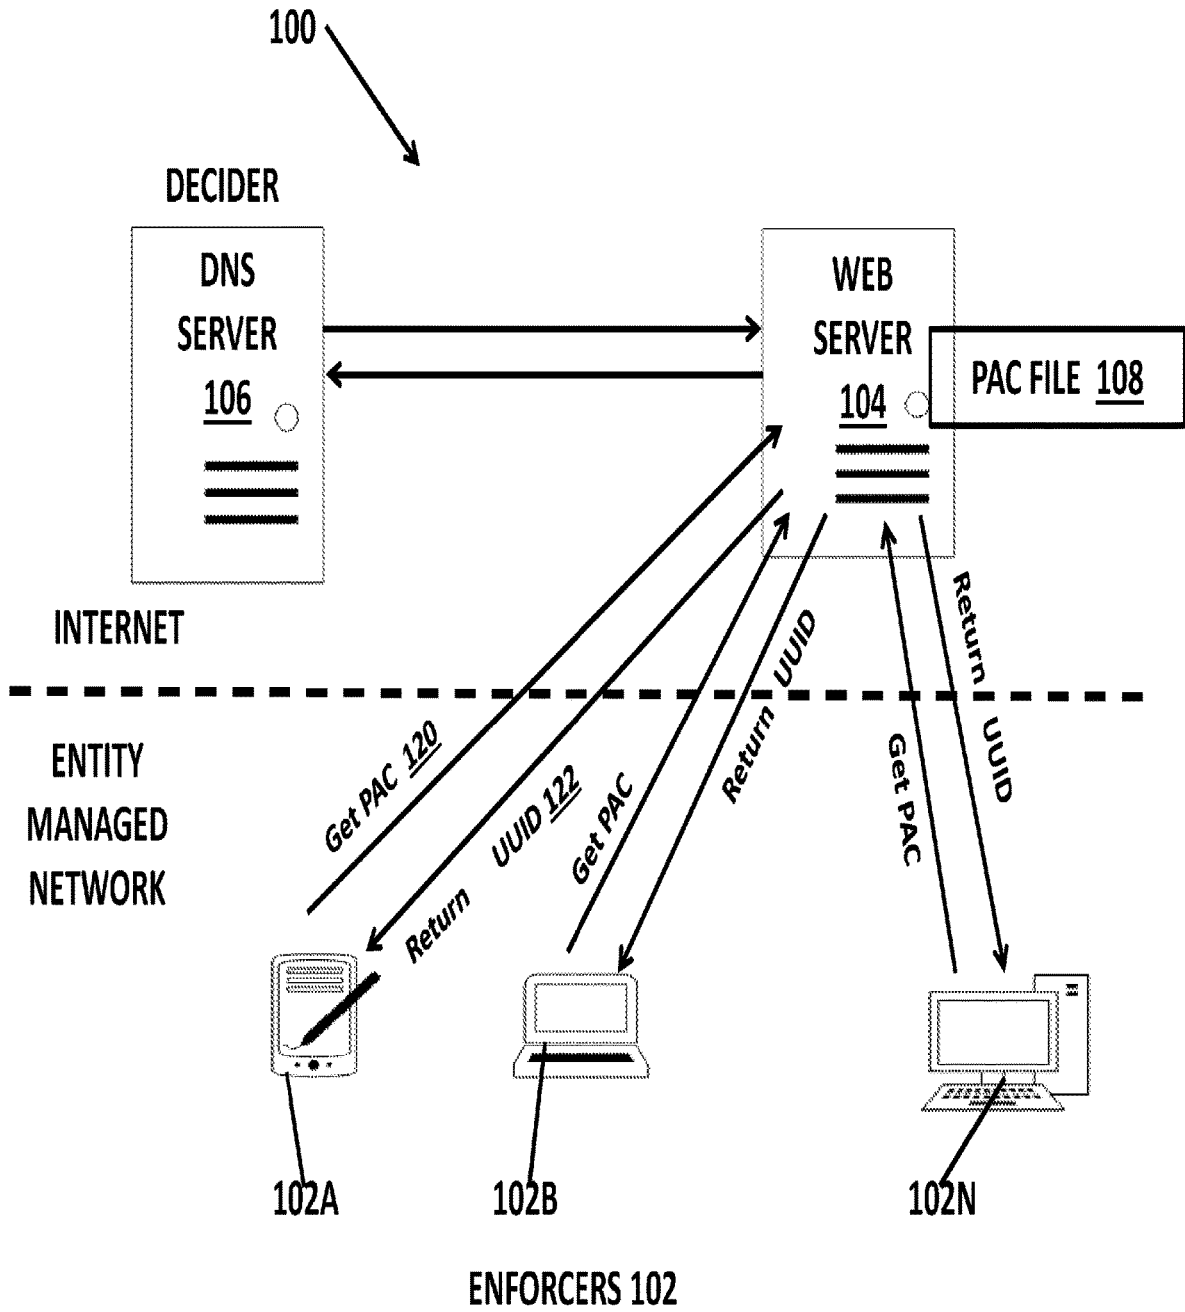 100
DECIDER
DNS
SERVER
106
WEB
SERVER
104
PAC FILE 108
INTERNET
ENTITY
MANAGED
NETWORK
Get PAC 120
Return UUID 122
Get PAC
Return UUID
Get PAC
Return UUID
102A
102B
102N
ENFORCERS 102